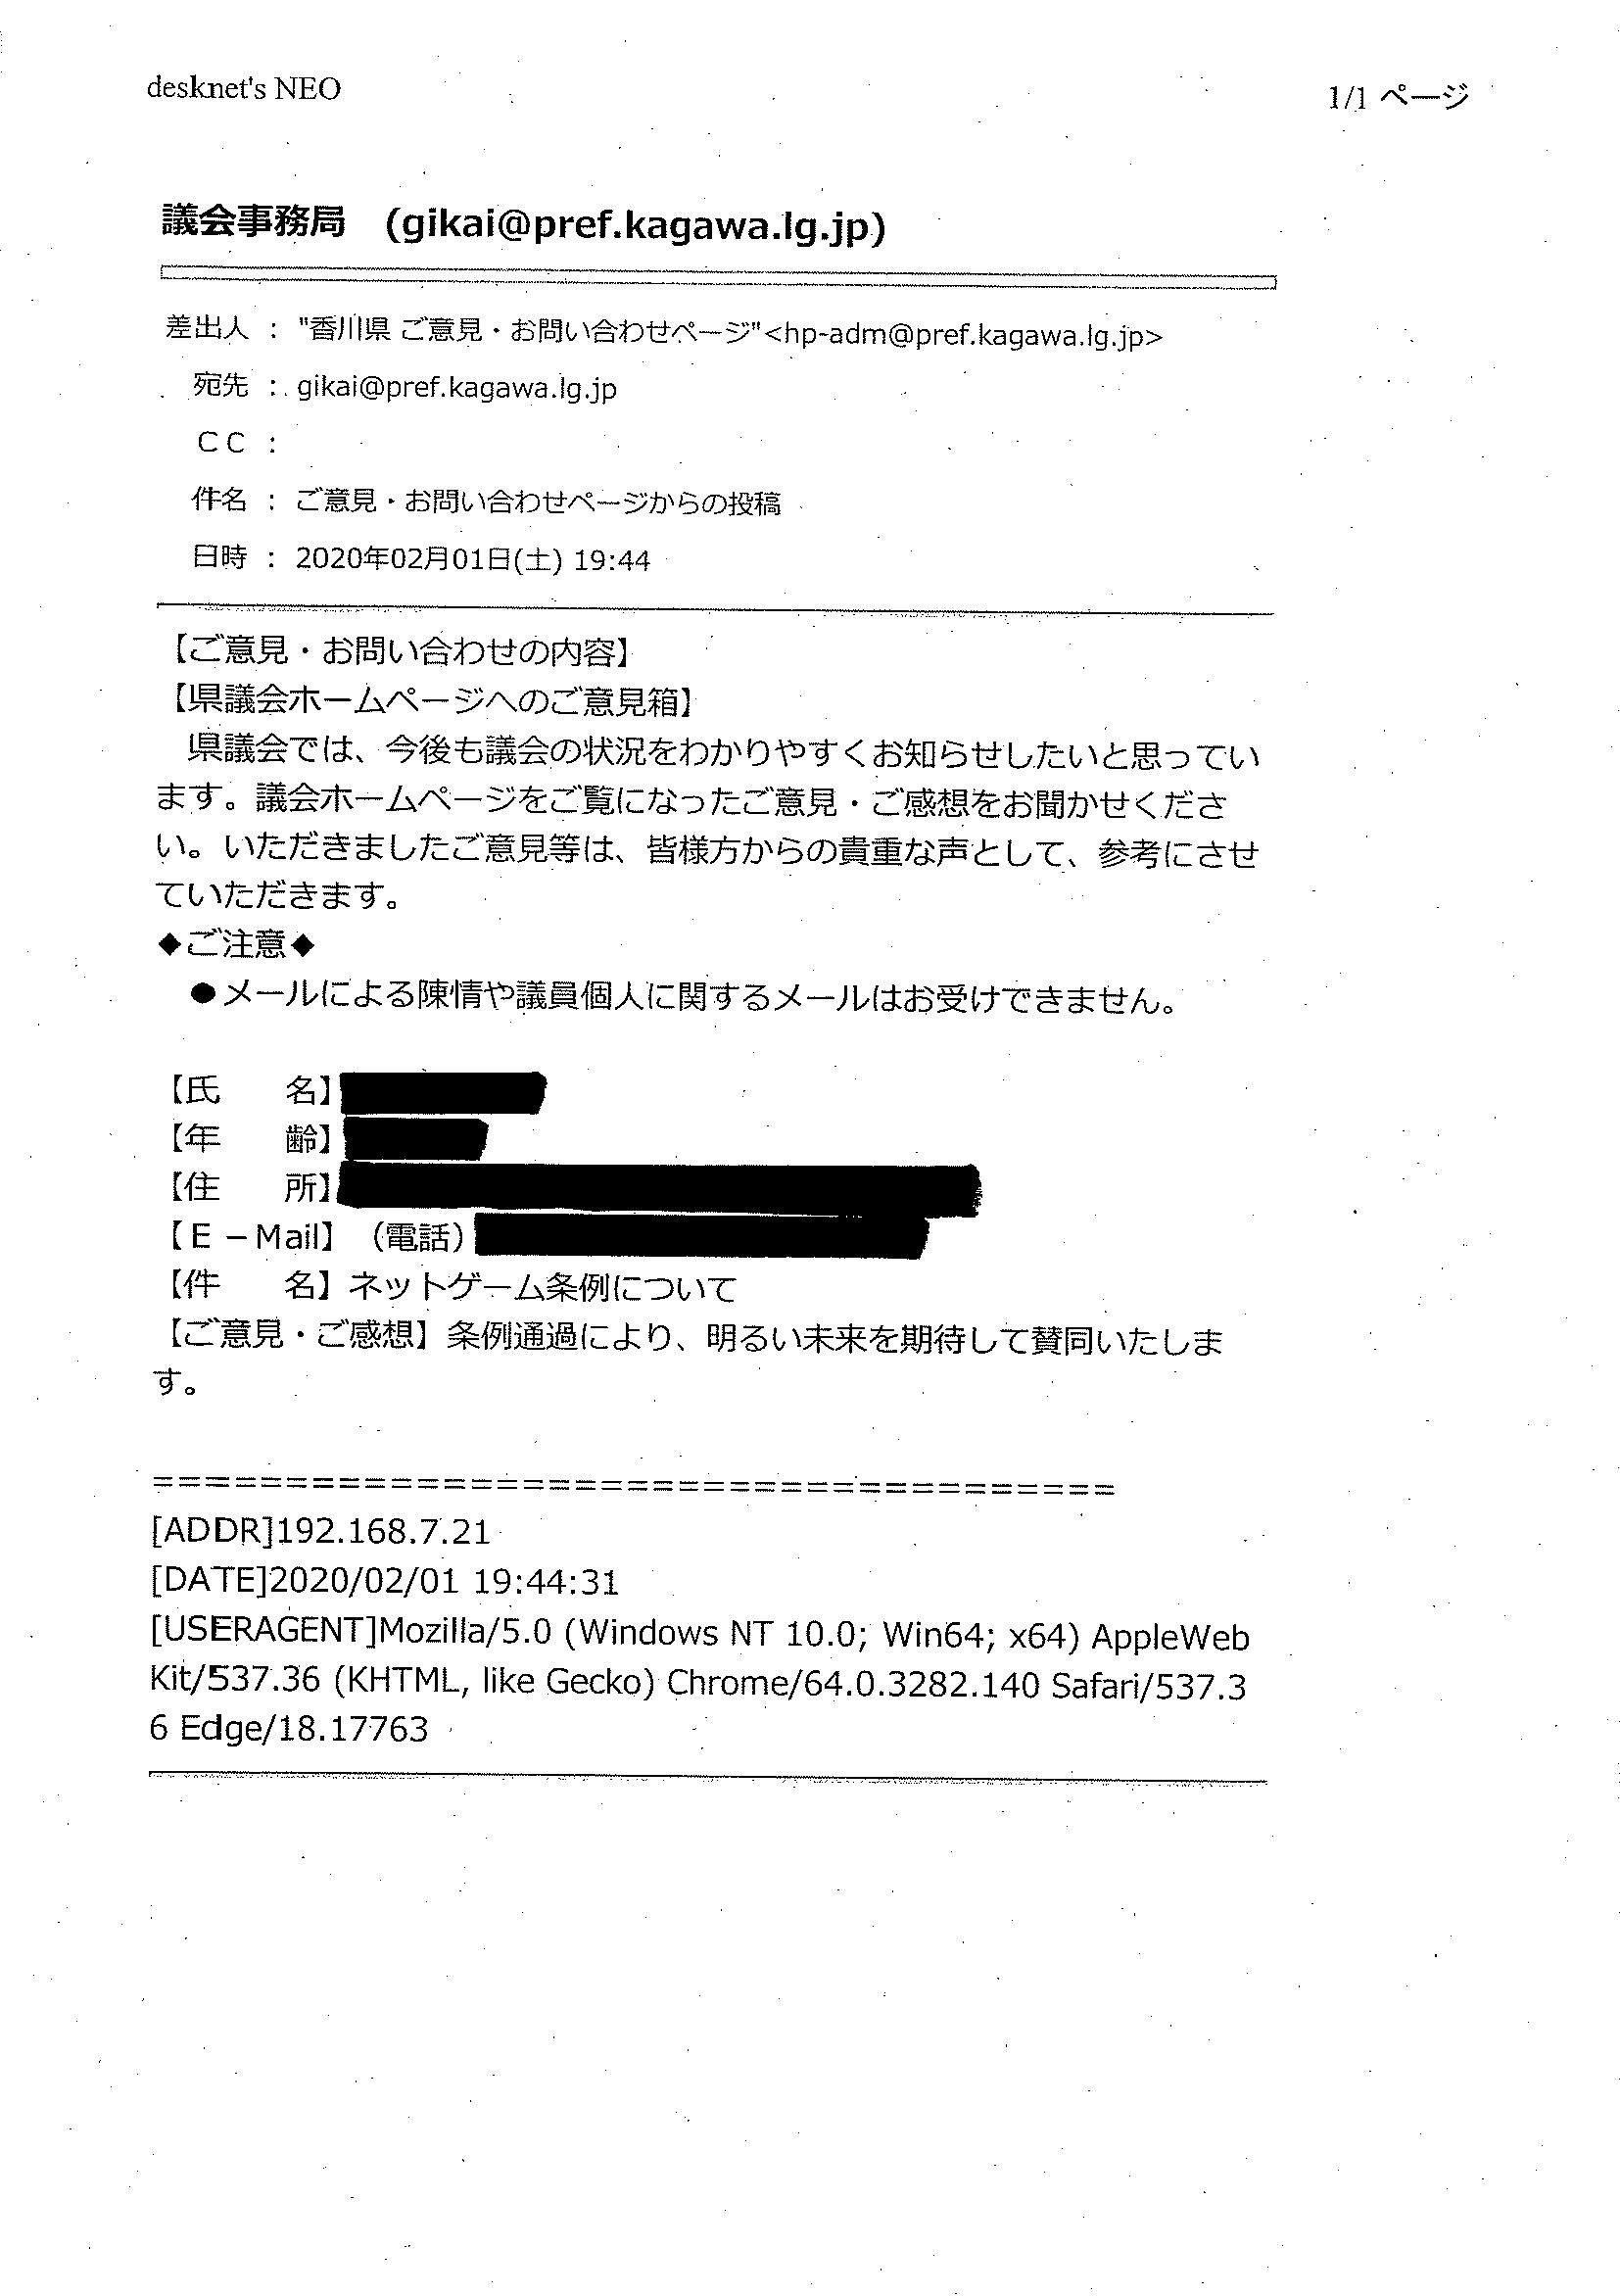 desknet's NEO
1/1 ページ
議会事務局 (gikai@pref.kagawa.lg.jp)
差出人 : "香川県 ご意見・お問い合わせページ"<hp-adm@pref.kagawa.lg.jp>
宛先 : gikai@pref.kagawa.lg.jp
CC :
件名 : ご意見・お問い合わせページからの投稿
日時 : 2020年02月01日(土) 19:44
【ご意見・お問い合わせの内容】
【県議会ホームページへのご意見箱】
県議会では、今後も議会の状況をわかりやすくお知らせしたいと思ってい
ます。議会ホームページをご覧になったご意見・ご感想をお聞かせくださ
い。いただきましたご意見等は、皆様方からの貴重な声として、参考にさせ
ていただきます。
◆ご注意◆
●メールによる陳情や議員個人に関するメールはお受けできません。
【氏　　名】
【年　　齢】
【住　　所】
【E－Mail】（電話）
【件　　名】ネットゲーム条例について
【ご意見・ご感想】条例通過により、明るい未来を期待して賛同いたしま
す。
=====================================
[ADDR]192.168.7.21
[DATE]2020/02/01 19:44:31
[USERAGENT]Mozilla/5.0 (Windows NT 10.0; Win64; x64) AppleWeb
Kit/537.36 (KHTML, like Gecko) Chrome/64.0.3282.140 Safari/537.3
6 Edge/18.17763